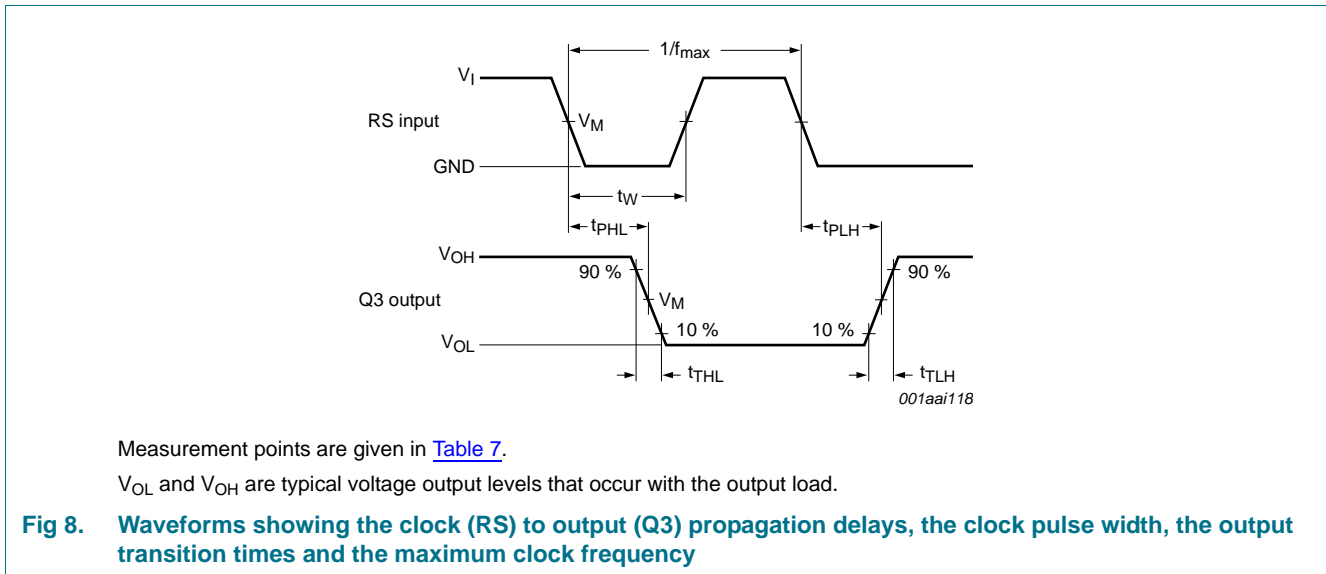 1/fmax
VI
RS input
VM
GND
tW
tPHL
tPLH
VOH
90 %
90 %
Q3 output
VM
10 %
10 %
VOL
tTHL
tTLH
001aai118
Measurement points are given in Table 7.
VOL and VOH are typical voltage output levels that occur with the output load.
Fig 8. Waveforms showing the clock (RS) to output (Q3) propagation delays, the clock pulse width, the output
transition times and the maximum clock frequency